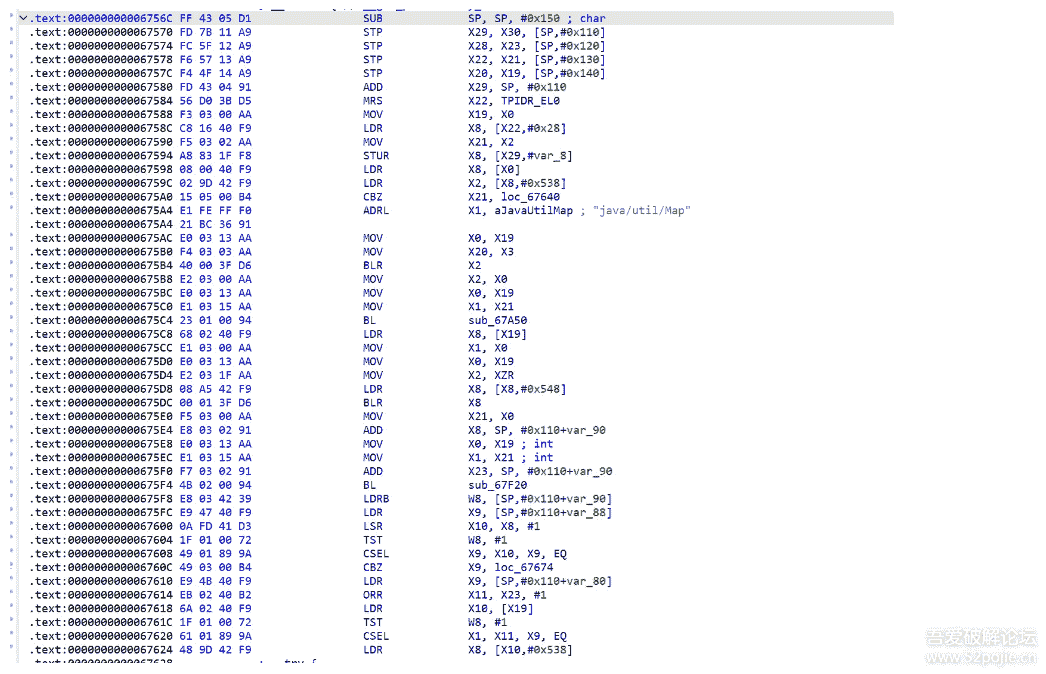 .text:000000000006756C FF 43 05 D1 SUB SP, SP, #0x150 ; char
.text:0000000000067570 FD 7B 11 A9 STP X29, X30, [SP,#0x110]
.text:0000000000067574 FC 5F 12 A9 STP X28, X23, [SP,#0x120]
.text:0000000000067578 F6 57 13 A9 STP X22, X21, [SP,#0x130]
.text:000000000006757C F4 4F 14 A9 STP X20, X19, [SP,#0x140]
.text:0000000000067580 FD 43 04 91 ADD X29, SP, #0x110
.text:0000000000067584 56 D0 3B D5 MRS X22, TPIDR_EL0
.text:0000000000067588 F3 03 00 AA MOV X19, X0
.text:000000000006758C C8 16 40 F9 LDR X8, [X22,#0x28]
.text:0000000000067590 F5 03 02 AA MOV X21, X2
.text:0000000000067594 A8 83 1F F8 STUR X8, [X29,#var_8]
.text:0000000000067598 08 00 40 F9 LDR X8, [X0]
.text:000000000006759C 02 9D 42 F9 LDR X2, [X8,#0x538]
.text:00000000000675A0 15 05 00 B4 CBZ X21, loc_67640
.text:00000000000675A4 E1 FE FF F0 ADRL X1, aJavaUtilMap ; "java/util/Map"
.text:00000000000675A4 21 BC 36 91
.text:00000000000675AC E0 03 13 AA MOV X0, X19
.text:00000000000675B0 F4 03 03 AA MOV X20, X3
.text:00000000000675B4 40 00 3F D6 BLR X2
.text:00000000000675B8 E2 03 00 AA MOV X2, X0
.text:00000000000675BC E0 03 13 AA MOV X0, X19
.text:00000000000675C0 E1 03 15 AA MOV X1, X21
.text:00000000000675C4 23 01 00 94 BL sub_67A50
.text:00000000000675C8 68 02 40 F9 LDR X8, [X19]
.text:00000000000675CC E1 03 00 AA MOV X1, X0
.text:00000000000675D0 E0 03 13 AA MOV X0, X19
.text:00000000000675D4 E2 03 1F AA MOV X2, XZR
.text:00000000000675D8 08 A5 42 F9 LDR X8, [X8,#0x548]
.text:00000000000675DC 00 01 3F D6 BLR X8
.text:00000000000675E0 F5 03 00 AA MOV X21, X0
.text:00000000000675E4 E8 03 02 91 ADD X8, SP, #0x110+var_90
.text:00000000000675E8 E0 03 13 AA MOV X0, X19 ; int
.text:00000000000675EC E1 03 15 AA MOV X1, X21 ; int
.text:00000000000675F0 F7 03 02 91 ADD X23, SP, #0x110+var_90
.text:00000000000675F4 4B 02 00 94 BL sub_67F20
.text:00000000000675F8 E8 03 42 39 LDRB W8, [SP,#0x110+var_90]
.text:00000000000675FC E9 47 40 F9 LDR X9, [SP,#0x110+var_88]
.text:0000000000067600 0A FD 41 D3 LSR X10, X8, #1
.text:0000000000067604 1F 01 00 72 TST W8, #1
.text:0000000000067608 49 01 89 9A CSEL X9, X10, X9, EQ
.text:000000000006760C 49 03 00 B4 CBZ X9, loc_67674
.text:0000000000067610 E9 4B 40 F9 LDR X9, [SP,#0x110+var_80]
.text:0000000000067614 EB 02 40 B2 ORR X11, X23, #1
.text:0000000000067618 6A 02 40 F9 LDR X10, [X19]
.text:000000000006761C 1F 01 00 72 TST W8, #1
.text:0000000000067620 61 01 89 9A CSEL X1, X11, X9, EQ
.text:0000000000067624 48 9D 42 F9 LDR X8, [X10,#0x538]
吾爱破解论坛
www.52pojie.cn